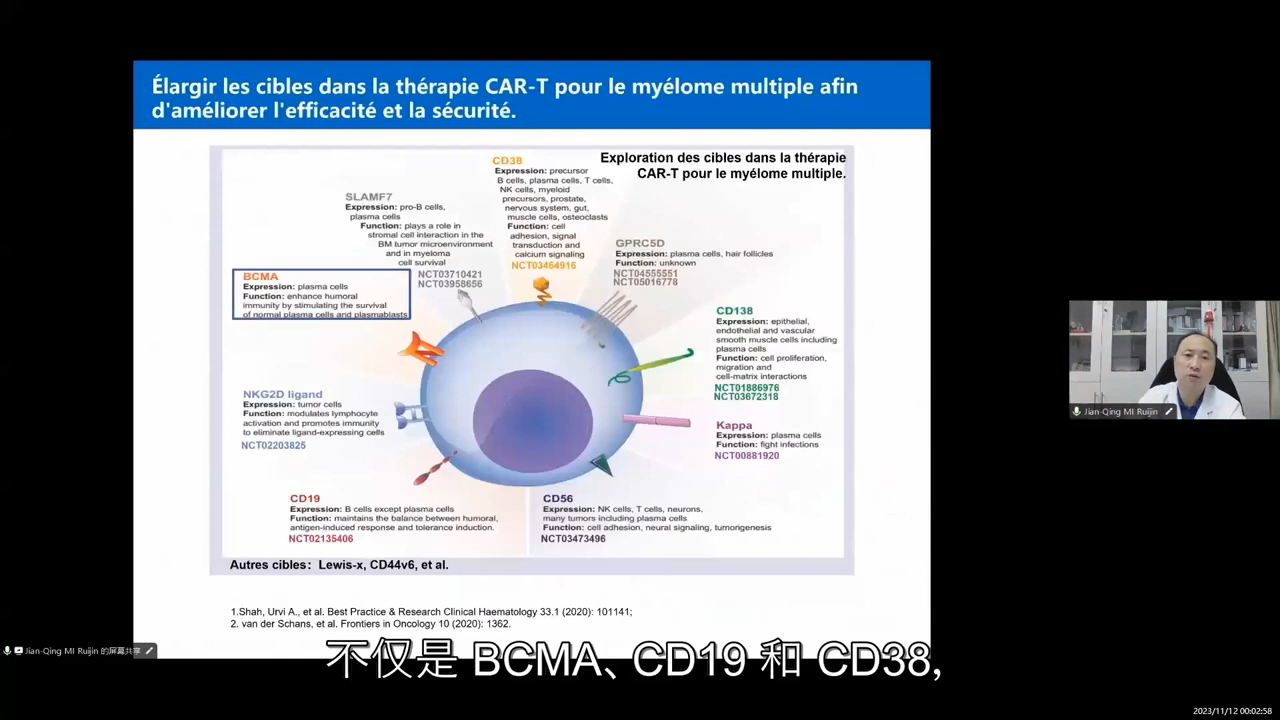 Élargir les cibles dans la thérapie CAR-T pour le myélome multiple afin
d'améliorer l'efficacité et la sécurité.
Exploration des cibles dans la thérapie
CAR-T pour le myélome multiple.
CD38
Expression: precursor
B cells, plasma cells, T cells,
NK cells, myeloid
precursors, prostate,
nervous system, gut,
muscle cells, osteoclasts
Function: cell
adhesion, signal
transduction and
calcium signaling
NCT03464916
SLAMF7
Expression: pro-B cells,
plasma cells
Function: plays a role in
stromal cell interaction in the
BM tumor microenvironment
and in myeloma
cell survival
NCT03710421
NCT03958656
GPRC5D
Expression: plasma cells, hair follicles
Function: unknown
NCT04555551
NCT05016778
BCMA
Expression: plasma cells
Function: enhance humoral
immunity by stimulating the survival
of normal plasma cells and plasmablasts
CD138
Expression: epithelial,
endothelial and vascular
smooth muscle cells including
plasma cells
Function: cell proliferation,
migration and
cell-matrix interactions
NCT01886976
NCT03672318
NKG2D ligand
Expression: tumor cells
Function: modulates lymphocyte
activation and promotes immunity
to eliminate ligand-expressing cells
NCT02203825
Kappa
Expression: plasma cells
Function: fight infections
NCT00881920
CD19
Expression: B cells except plasma cells
Function: maintains the balance between humoral,
antigen-induced response and tolerance induction.
NCT02135406
CD56
Expression: NK cells, T cells, neurons,
many tumors including plasma cells
Function: cell adhesion, neural signaling, tumorigenesis
NCT03473496
Autres cibles: Lewis-x, CD44v6, et al.
1.Shah, Urvi A., et al. Best Practice & Research Clinical Haematology 33.1 (2020): 101141;
2. van der Schans, et al. Frontiers in Oncology 10 (2020): 1362.
Jian-Qing MI Ruijin
Jian-Qing MI Ruijin 的屏幕共享
不仅是 BCMA、CD19 和 CD38,
2023/11/12 00:02:58